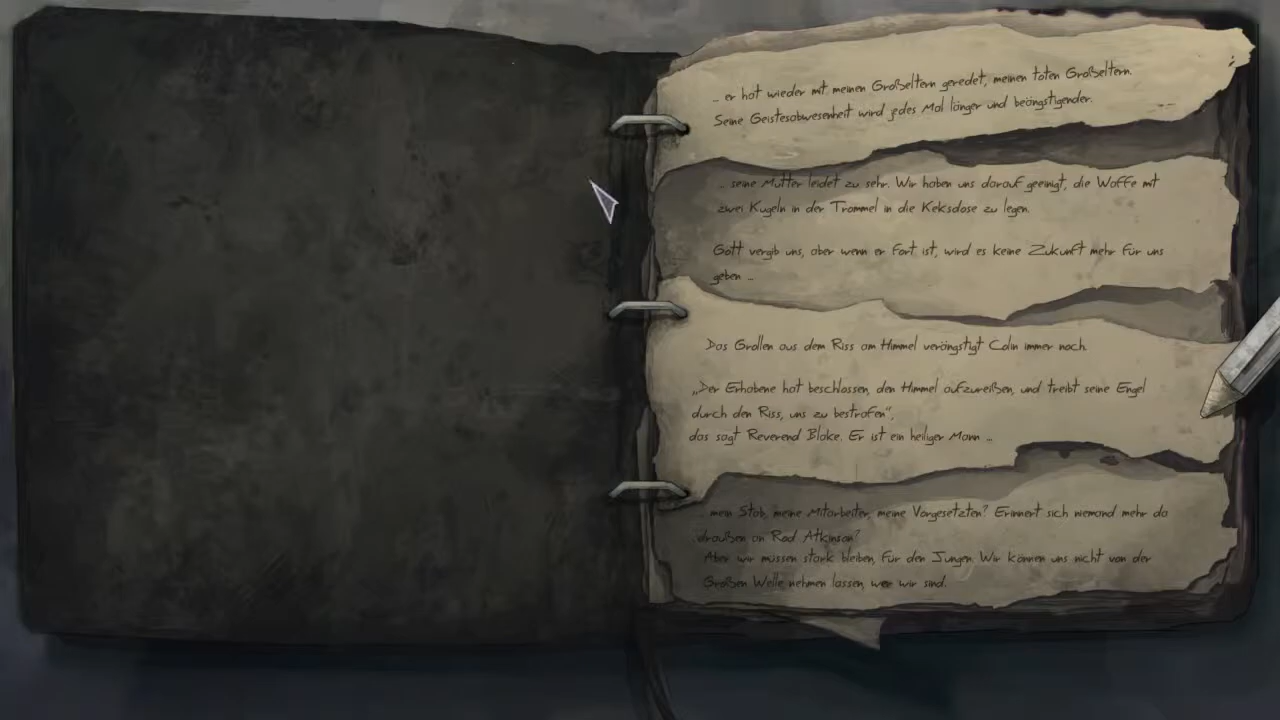 ... er hat wieder mit meinen Großeltern geredet, meinen toten Großeltern.
Seine Geistesabwesenheit wird jedes Mal länger und beängstigender.
... seine Mutter leidet zu sehr. Wir haben uns darauf geeinigt, die Waffe mit
zwei Kugeln in der Trommel in die Keksdose zu legen.
Gott vergib uns, aber wenn er fort ist, wird es keine Zukunft mehr für uns
geben ...
Das Grollen aus dem Riss am Himmel verängstigt Colin immer noch.
„Der Erhabene hat beschlossen, den Himmel aufzureißen, und treibt seine Engel
durch den Riss, uns zu bestrafen“,
das sagt Reverend Blake. Er ist ein heiliger Mann ...
mein Stab, meine Mitarbeiter, meine Vorgesetzten? Erinnert sich niemand mehr da
draußen an Rod Atkinson?
Aber wir müssen stark bleiben, für den Jungen. Wir können uns nicht von der
Großen Welle nehmen lassen, wer wir sind.